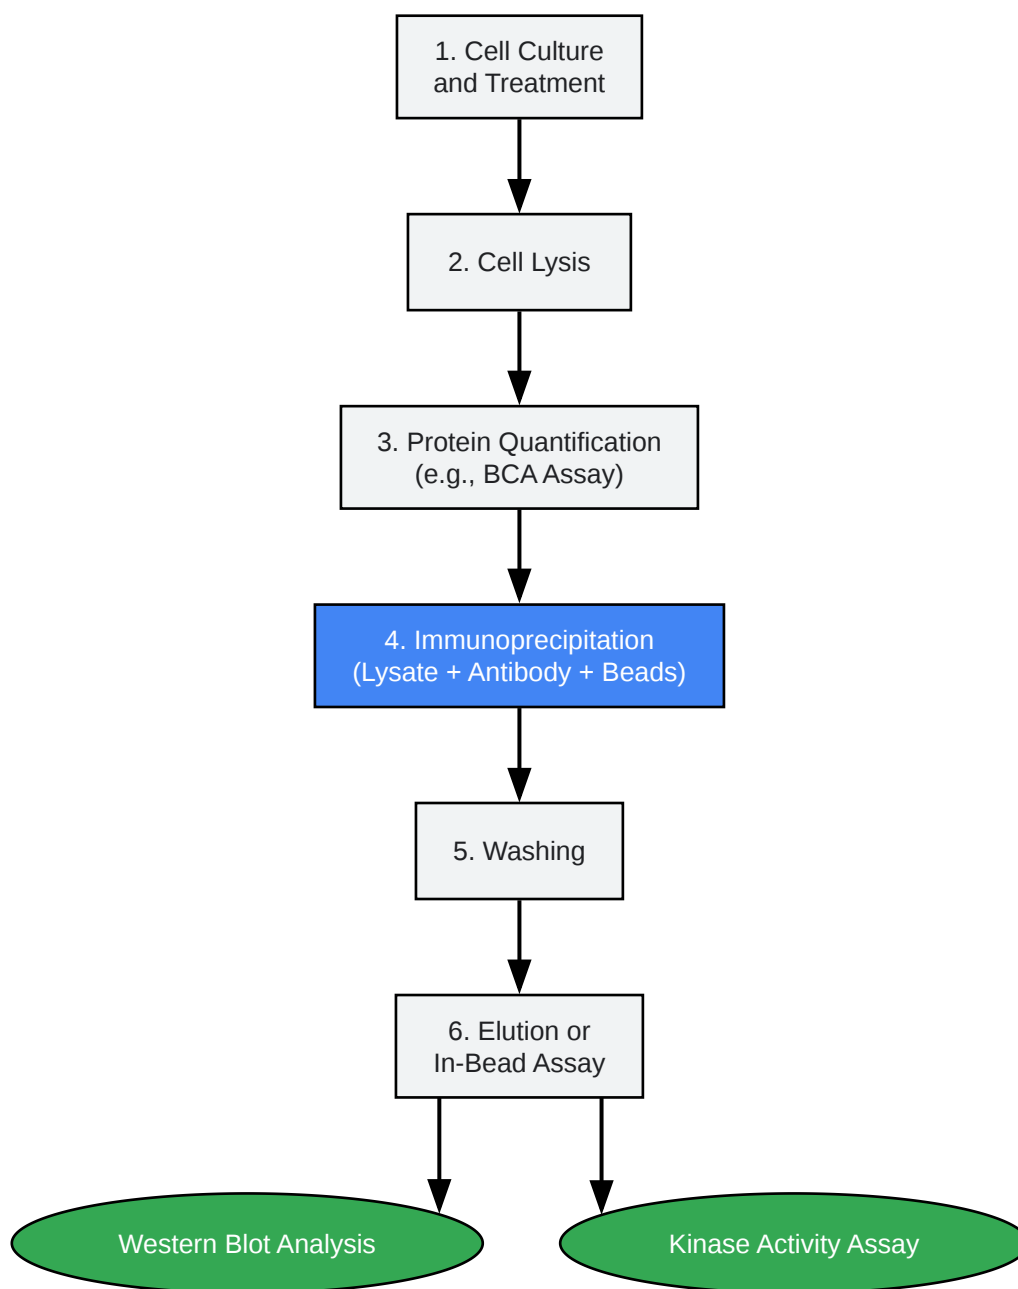 1. Cell Culture
and Treatment
2. Cell Lysis
3. Protein Quantification
(e.g., BCA Assay)
4. Immunoprecipitation
(Lysate + Antibody + Beads)
5. Washing
6. Elution or
In-Bead Assay
Western Blot Analysis
Kinase Activity Assay